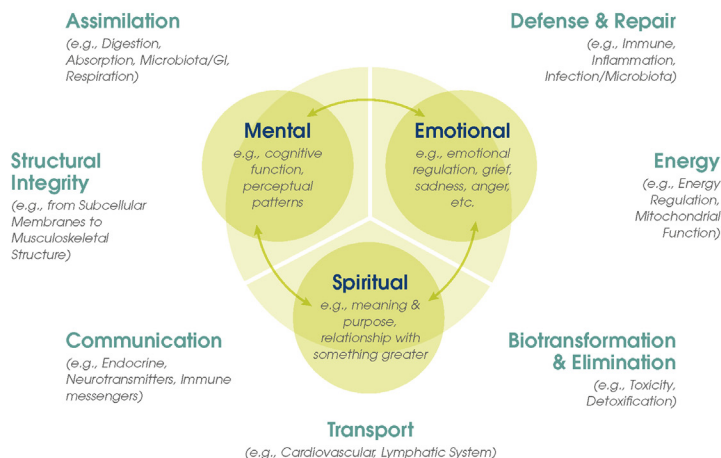 Assimilation
(e.g., Digestion,
Absorption, Microbiota/GI,
Respiration)
Defense & Repair
(e.g., Immune,
Inflammation,
Infection/Microbiota)
Mental
e.g., cognitive
function,
perceptual
patterns
Emotional
e.g., emotional
regulation, grief,
sadness, anger,
etc.
Structural
Integrity
(e.g., from Subcellular
Membranes to
Musculoskeletal
Structure)
Energy
(e.g., Energy
Regulation,
Mitochondrial
Function)
Spiritual
e.g., meaning &
purpose,
relationship with
something greater
Communication
(e.g., Endocrine,
Neurotransmitters, Immune
messengers)
Biotransformation
& Elimination
(e.g., Toxicity,
Detoxification)
Transport
(e.g., Cardiovascular, Lymphatic System)